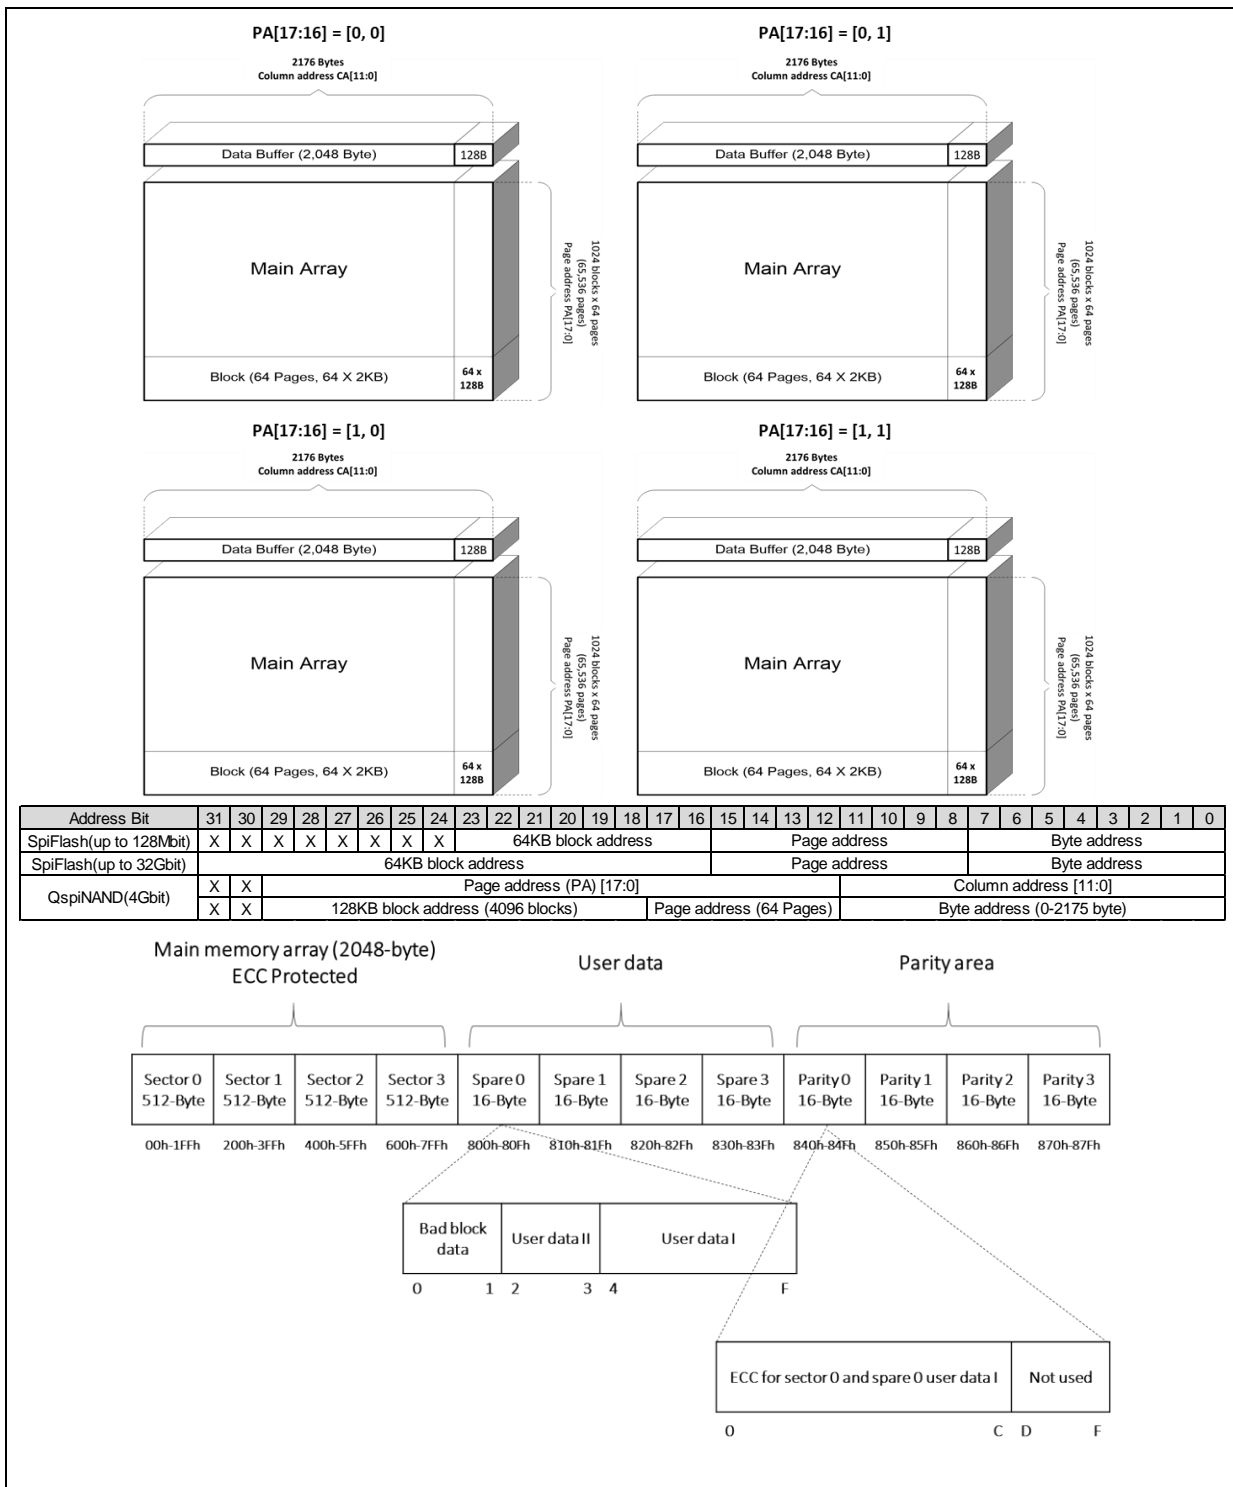 PA[17:16] = [0, 0]
2176 Bytes
Column address CA[11:0]
Data Buffer (2,048 Byte)
128B
Main Array
1024 blocks x 64 pages
(65,536 pages)
Page address PA[17:0]
Block (64 Pages, 64 X 2KB)
64 x
128B
PA[17:16] = [0, 1]
2176 Bytes
Column address CA[11:0]
Data Buffer (2,048 Byte)
128B
Main Array
1024 blocks x 64 pages
(65,536 pages)
Page address PA[17:0]
Block (64 Pages, 64 X 2KB)
64 x
128B
PA[17:16] = [1, 0]
2176 Bytes
Column address CA[11:0]
Data Buffer (2,048 Byte)
128B
Main Array
1024 blocks x 64 pages
(65,536 pages)
Page address PA[17:0]
Block (64 Pages, 64 X 2KB)
64 x
128B
PA[17:16] = [1, 1]
2176 Bytes
Column address CA[11:0]
Data Buffer (2,048 Byte)
128B
Main Array
1024 blocks x 64 pages
(65,536 pages)
Page address PA[17:0]
Block (64 Pages, 64 X 2KB)
64 x
128B
Address Bit 31 30 29 28 27 26 25 24 23 22 21 20 19 18 17 16 15 14 13 12 11 10 9 8 7 6 5 4 3 2 1 0
SpiFlash(up to 128Mbit) X X X X X X X X 64KB block address Page address Byte address
SpiFlash(up to 32Gbit) 64KB block address Page address Byte address
QspiNAND(4Gbit) X X Page address (PA) [17:0] Column address [11:0]
X X 128KB block address (4096 blocks) Page address (64 Pages) Byte address (0-2175 byte)
Main memory array (2048-byte)
ECC Protected
User data
Parity area
Sector 0 Sector 1 Sector 2 Sector 3 Spare 0 Spare 1 Spare 2 Spare 3 Parity 0 Parity 1 Parity 2 Parity 3
512-Byte 512-Byte 512-Byte 512-Byte 16-Byte 16-Byte 16-Byte 16-Byte 16-Byte 16-Byte 16-Byte 16-Byte
00h-1FFh 200h-3FFh 400h-5FFh 600h-7FFh 800h-80Fh 810h-81Fh 820h-82Fh 830h-83Fh 840h-84Fh 850h-85Fh 860h-86Fh 870h-87Fh
Bad block
data
User data II
User data I
0 1 2 3 4 F
ECC for sector 0 and spare 0 user data I
Not used
0 C D F